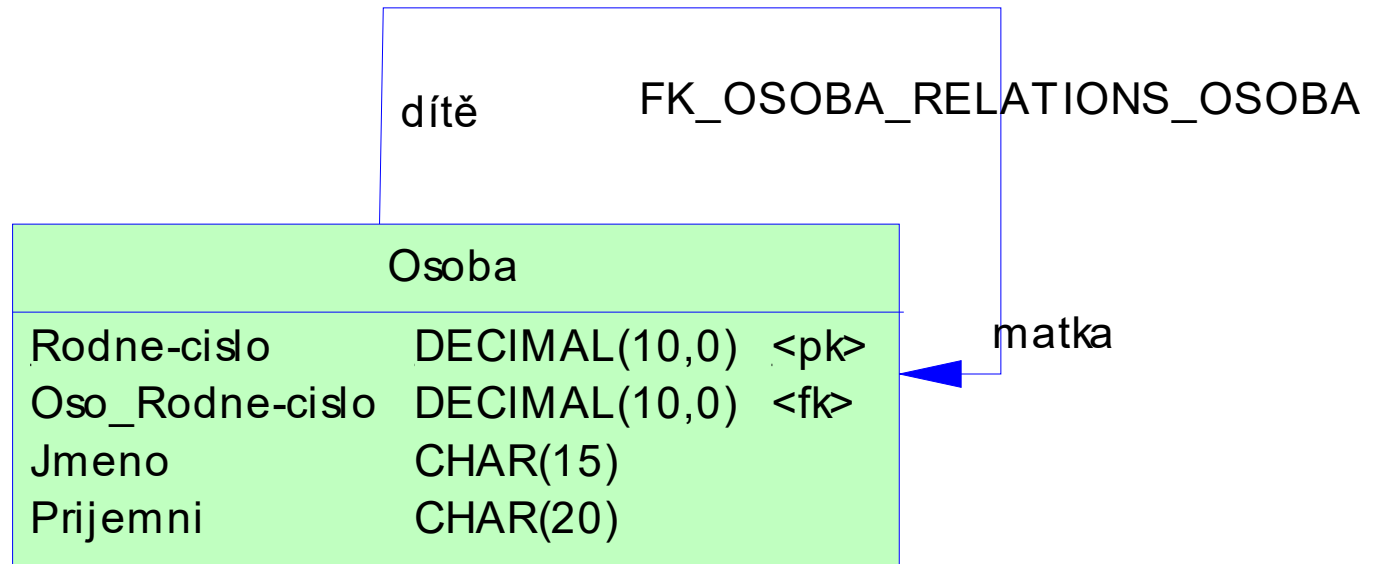 dítě FK_OSOBA_RELATIONS_OSOBA
Osoba
matka
Rodne-cislo DECIMAL(10,0) <pk>
Oso_Rodne-cislo DECIMAL(10,0) <fk>
Jmeno CHAR(15)
Prijemni CHAR(20)